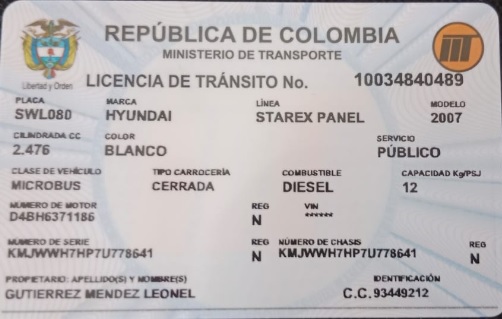 REPÚBLICA DE COLOMBIA
MINISTERIO DE TRANSPORTE
Libertad y Orden
LICENCIA DE TRÁNSITO No. 10034840489
PLACA MARCA LÍNEA MODELO
SWL080 HYUNDAI STAREX PANEL 2007
CILINDRADA CC COLOR SERVICIO
2.476 BLANCO PÚBLICO
CLASE DE VEHÍCULO TIPO CARROCERÍA COMBUSTIBLE CAPACIDAD Kg/PSJ
MICROBUS CERRADA DIESEL 12
NUMERO DE MOTOR REG VIN
D4BH6371186 N ******
NUMERO DE SERIE REG NÚMERO DE CHASIS REG
KMJWWH7HP7U778641 N KMJWWH7HP7U778641 N
PROPIETARIO: APELLIDO(S) Y NOMBRE(S) IDENTIFICACIÓN
GUTIERREZ MENDEZ LEONEL C.C. 93449212